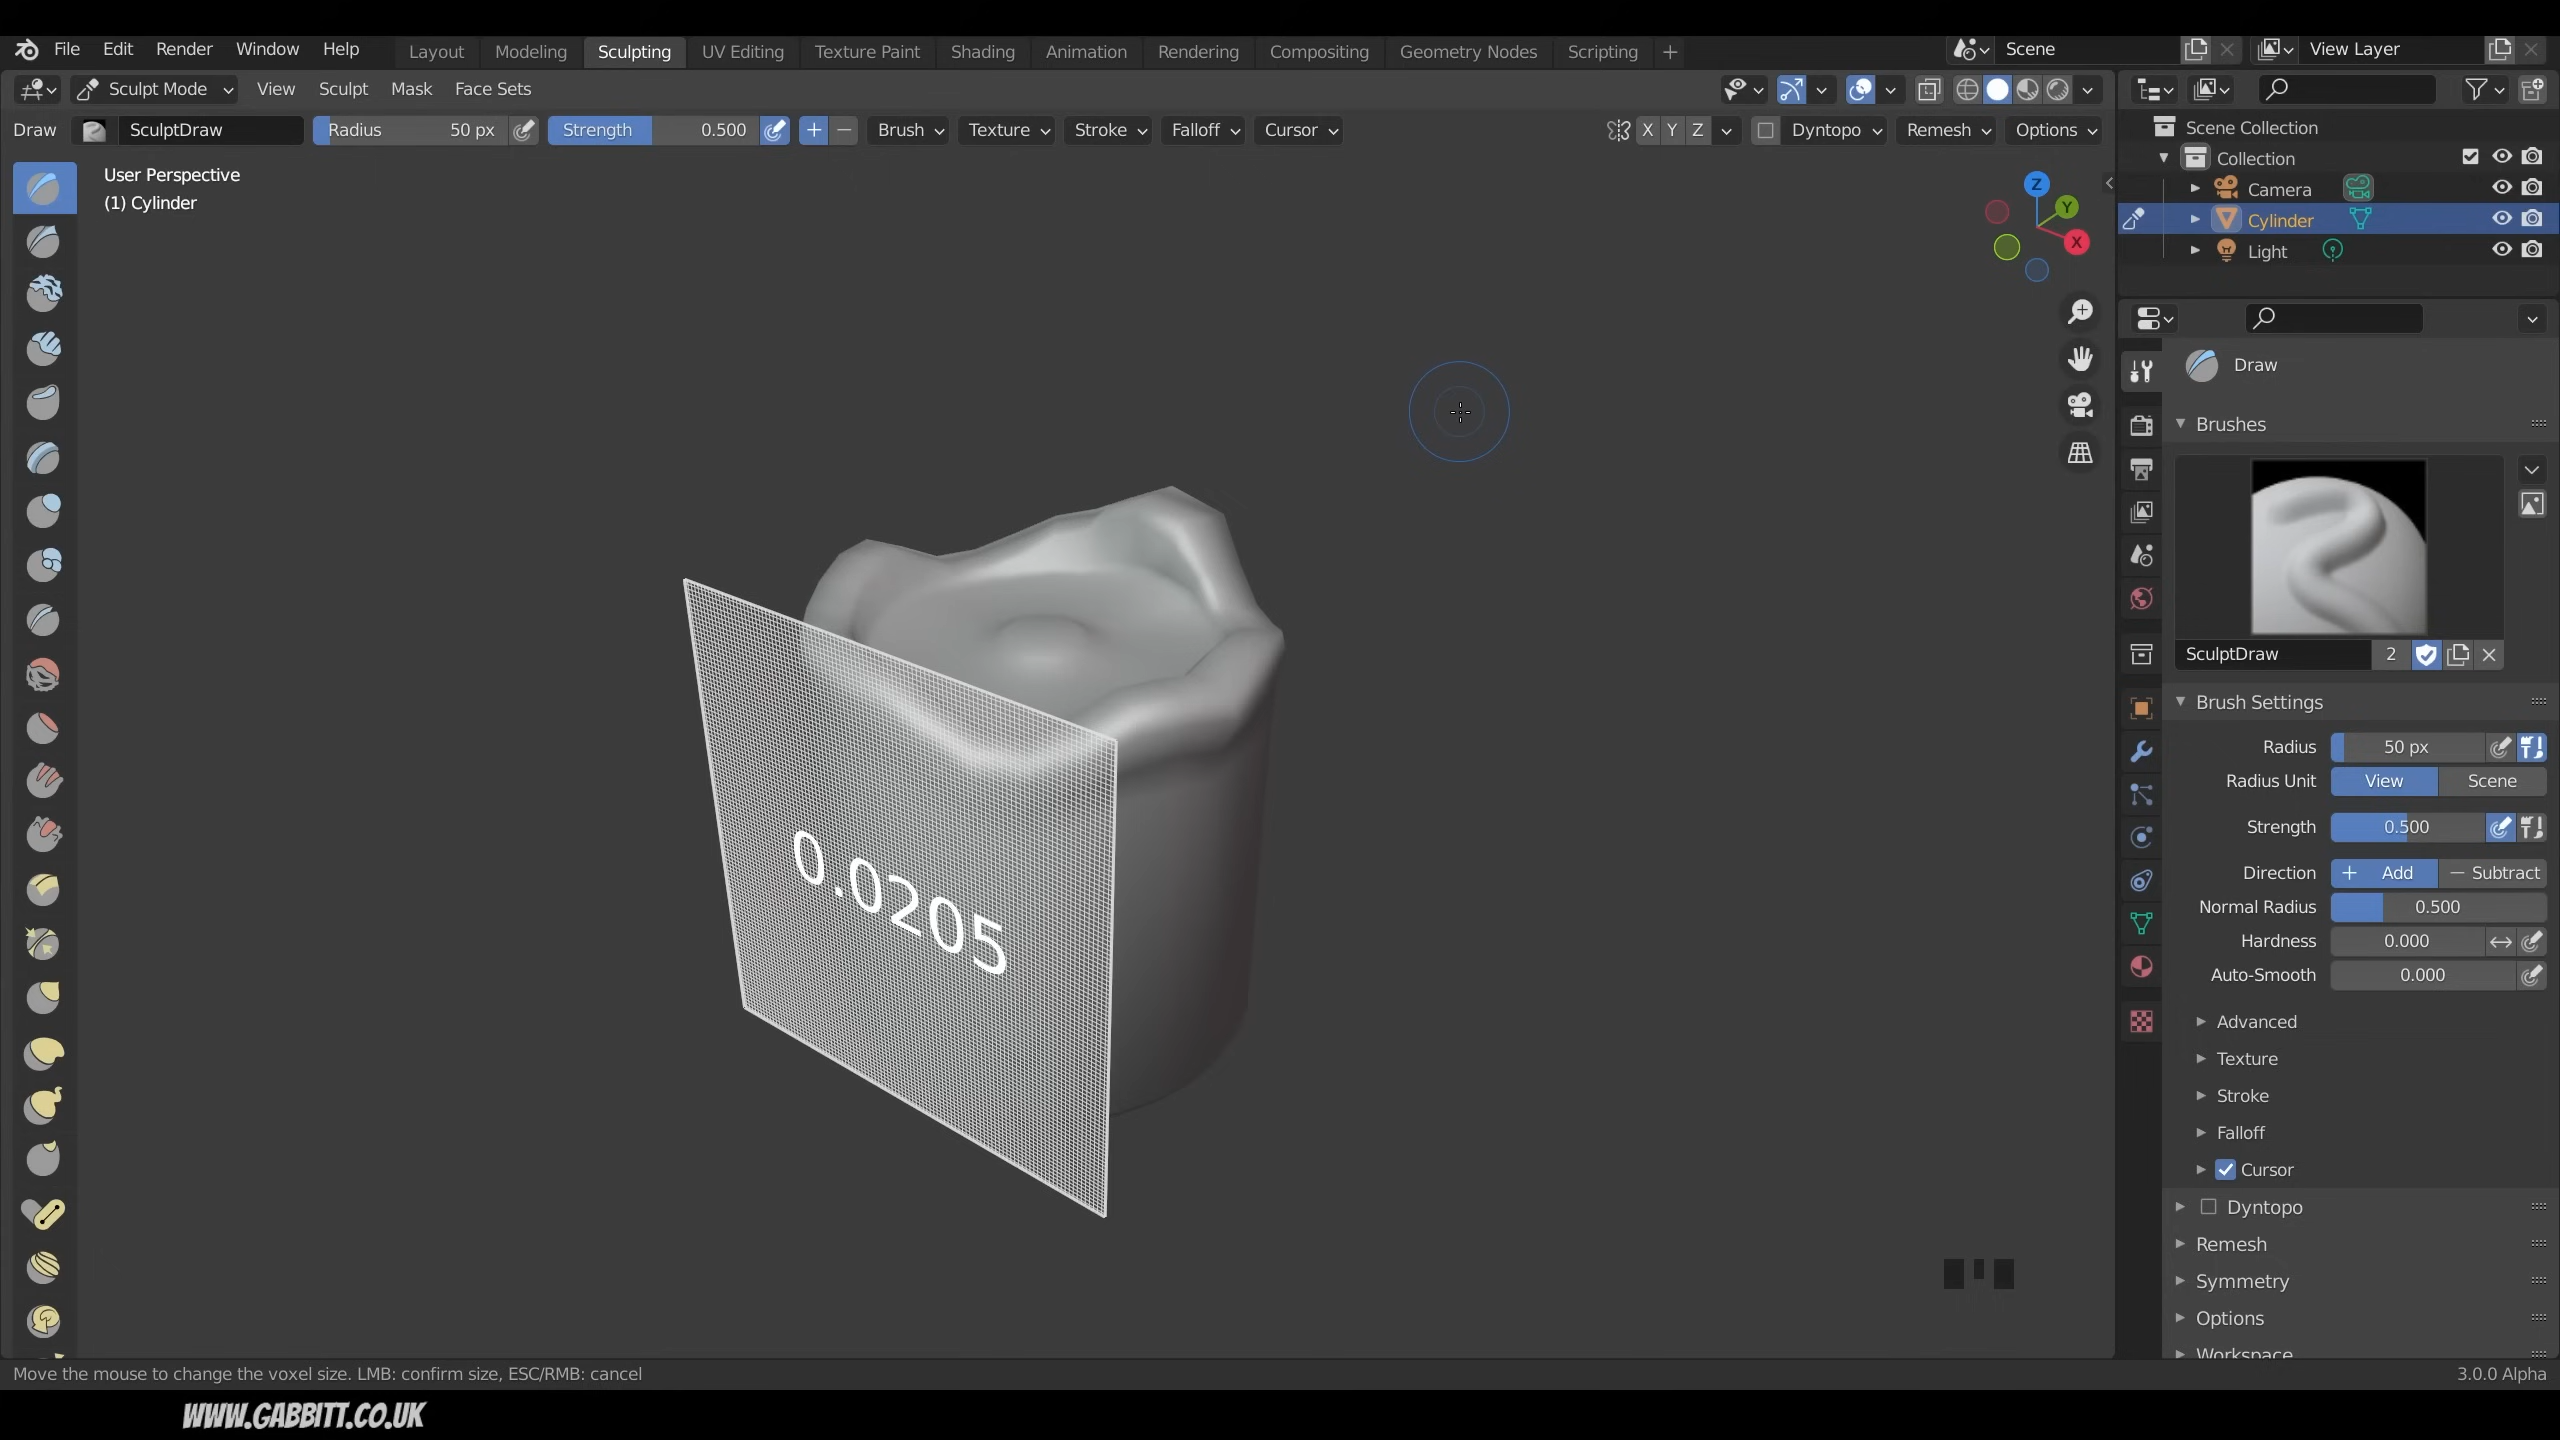 File Edit Render Window Help Layout Modeling Sculpting UV Editing Texture Paint Shading Animation Rendering Compositing Geometry Nodes Scripting + Scene View Layer
Sculpt Mode View Sculpt Mask Face Sets
Draw SculptDraw Radius 50 px Strength 0.500 + − Brush Texture Stroke Falloff Cursor X Y Z Dyntopo Remesh Options
User Perspective
(1) Cylinder
Z
Y
X
0.0205
Scene Collection
Collection
Camera
Cylinder
Light
Draw
Brushes
SculptDraw 2
Brush Settings
Radius 50 px
Radius Unit View Scene
Strength 0.500
Direction + Add − Subtract
Normal Radius 0.500
Hardness 0.000
Auto-Smooth 0.000
Advanced
Texture
Stroke
Falloff
Cursor
Dyntopo
Remesh
Symmetry
Options
Workspace
Move the mouse to change the voxel size. LMB: confirm size, ESC/RMB: cancel 3.0.0 Alpha
WWW.GABBITT.CO.UK